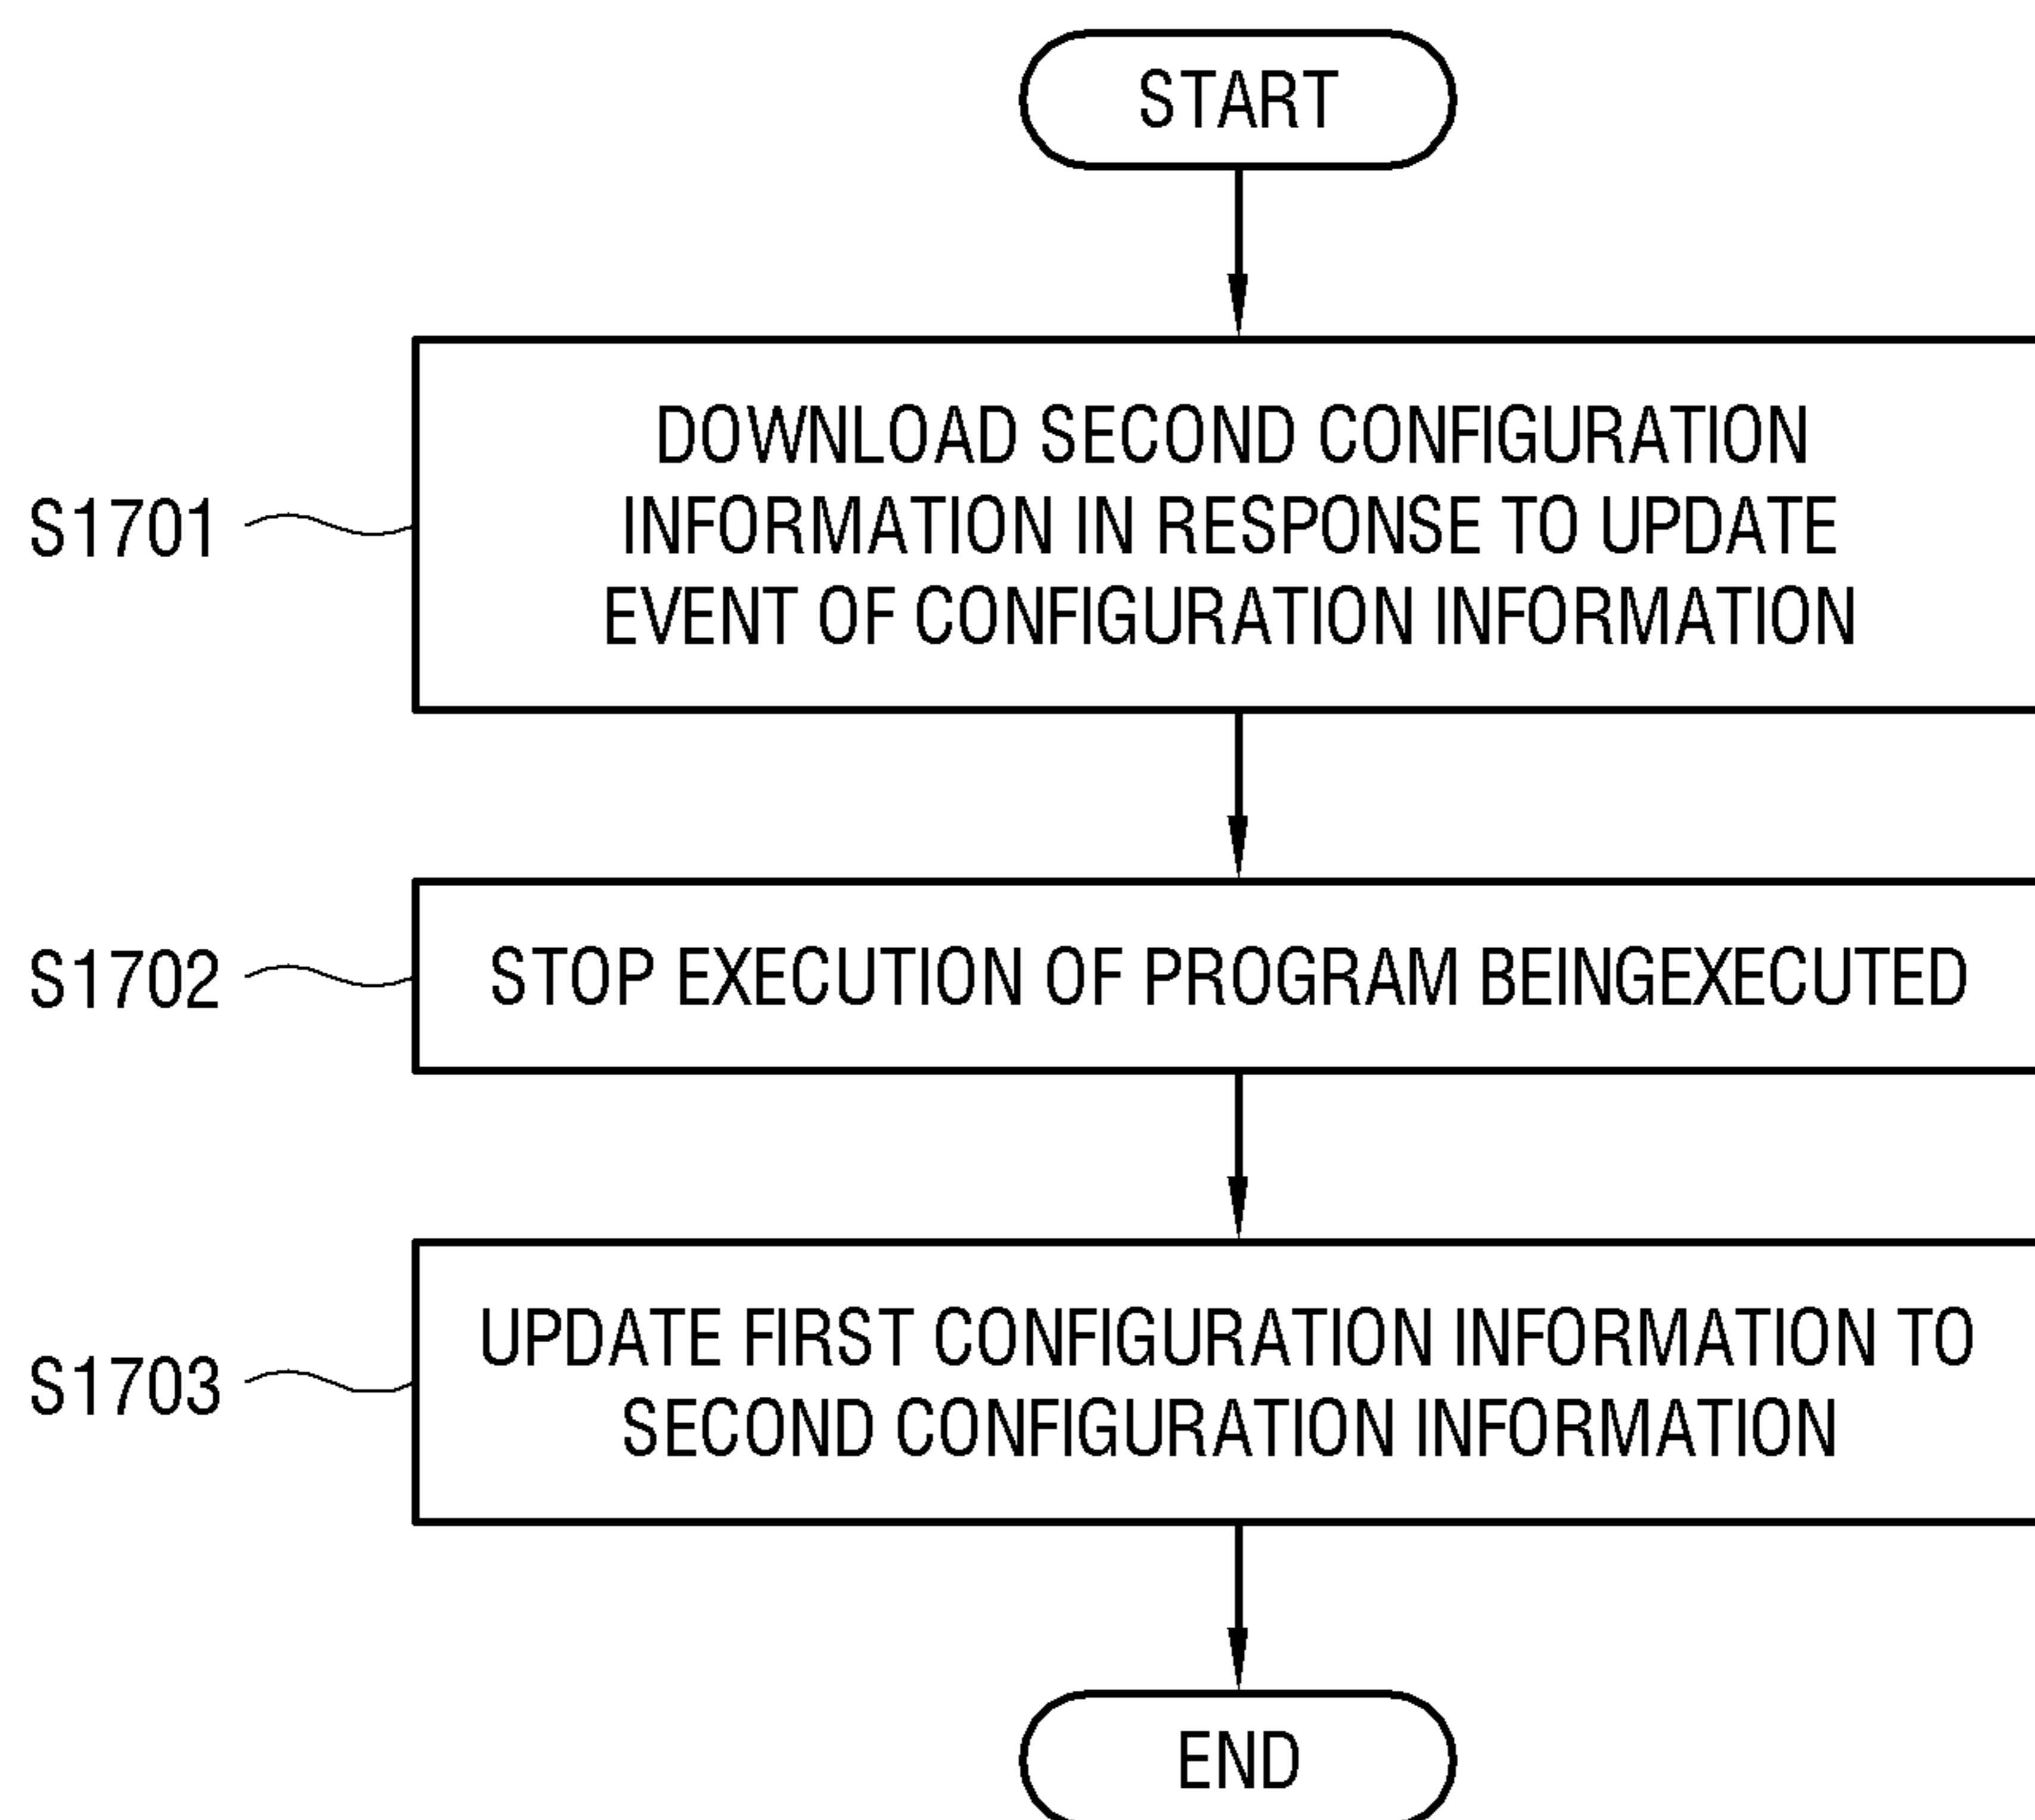 START
S1701
DOWNLOAD SECOND CONFIGURATION
INFORMATION IN RESPONSE TO UPDATE
EVENT OF CONFIGURATION INFORMATION
S1702
STOP EXECUTION OF PROGRAM BEINGEXECUTED
S1703
UPDATE FIRST CONFIGURATION INFORMATION TO
SECOND CONFIGURATION INFORMATION
END